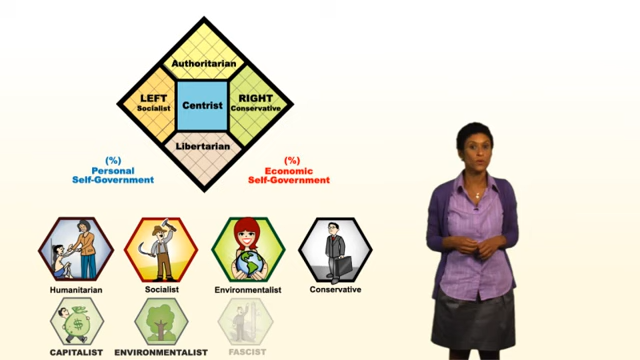 Authoritarian
LEFT
Socialist
Centrist
RIGHT
Conservative
Libertarian
(%)
Personal
Self-Government
(%)
Economic
Self-Government
Humanitarian
Socialist
Environmentalist
Conservative
$
CAPITALIST
ENVIRONMENTALIST
FASCIST